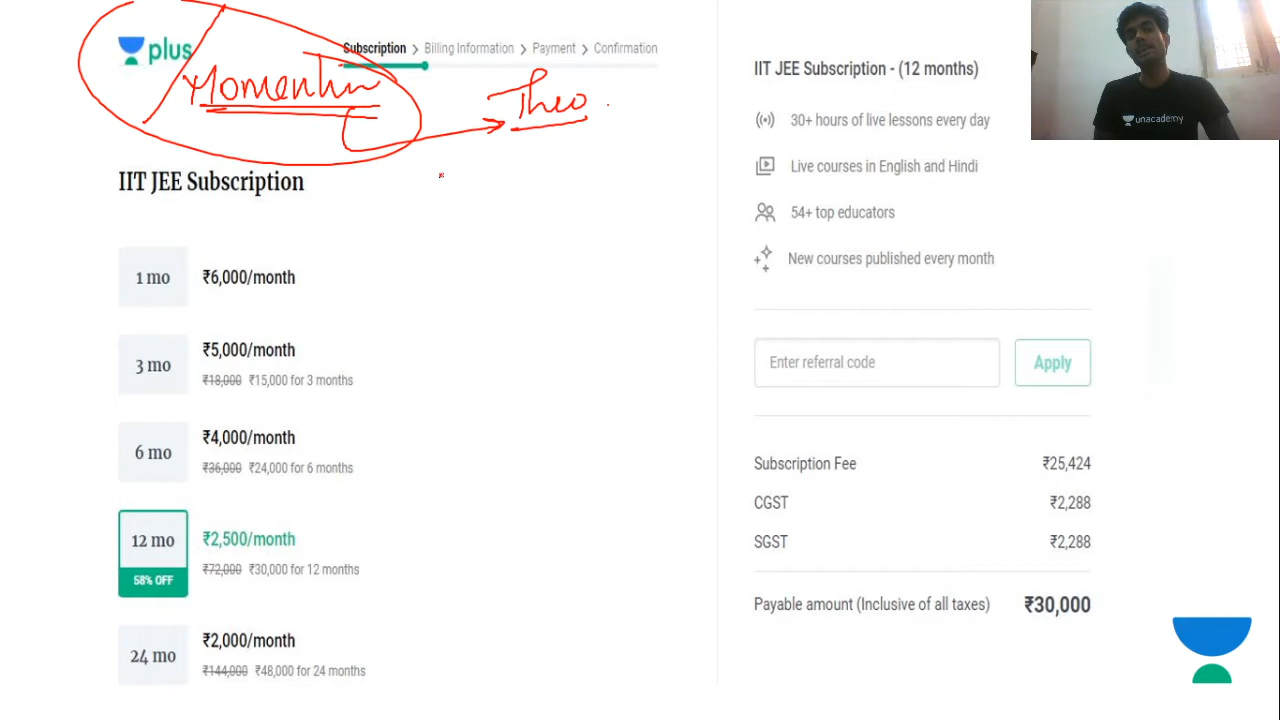 plus
Subscription > Billing Information > Payment > Confirmation
Momentum
Theo
IIT JEE Subscription
1 mo
₹6,000/month
3 mo
₹5,000/month
₹18,000 ₹15,000 for 3 months
6 mo
₹4,000/month
₹36,000 ₹24,000 for 6 months
12 mo
58% OFF
₹2,500/month
₹72,000 ₹30,000 for 12 months
24 mo
₹2,000/month
₹144,000 ₹48,000 for 24 months
IIT JEE Subscription - (12 months)
30+ hours of live lessons every day
Live courses in English and Hindi
54+ top educators
New courses published every month
Enter referral code
Apply
Subscription Fee ₹25,424
CGST ₹2,288
SGST ₹2,288
Payable amount (Inclusive of all taxes) ₹30,000
unacademy